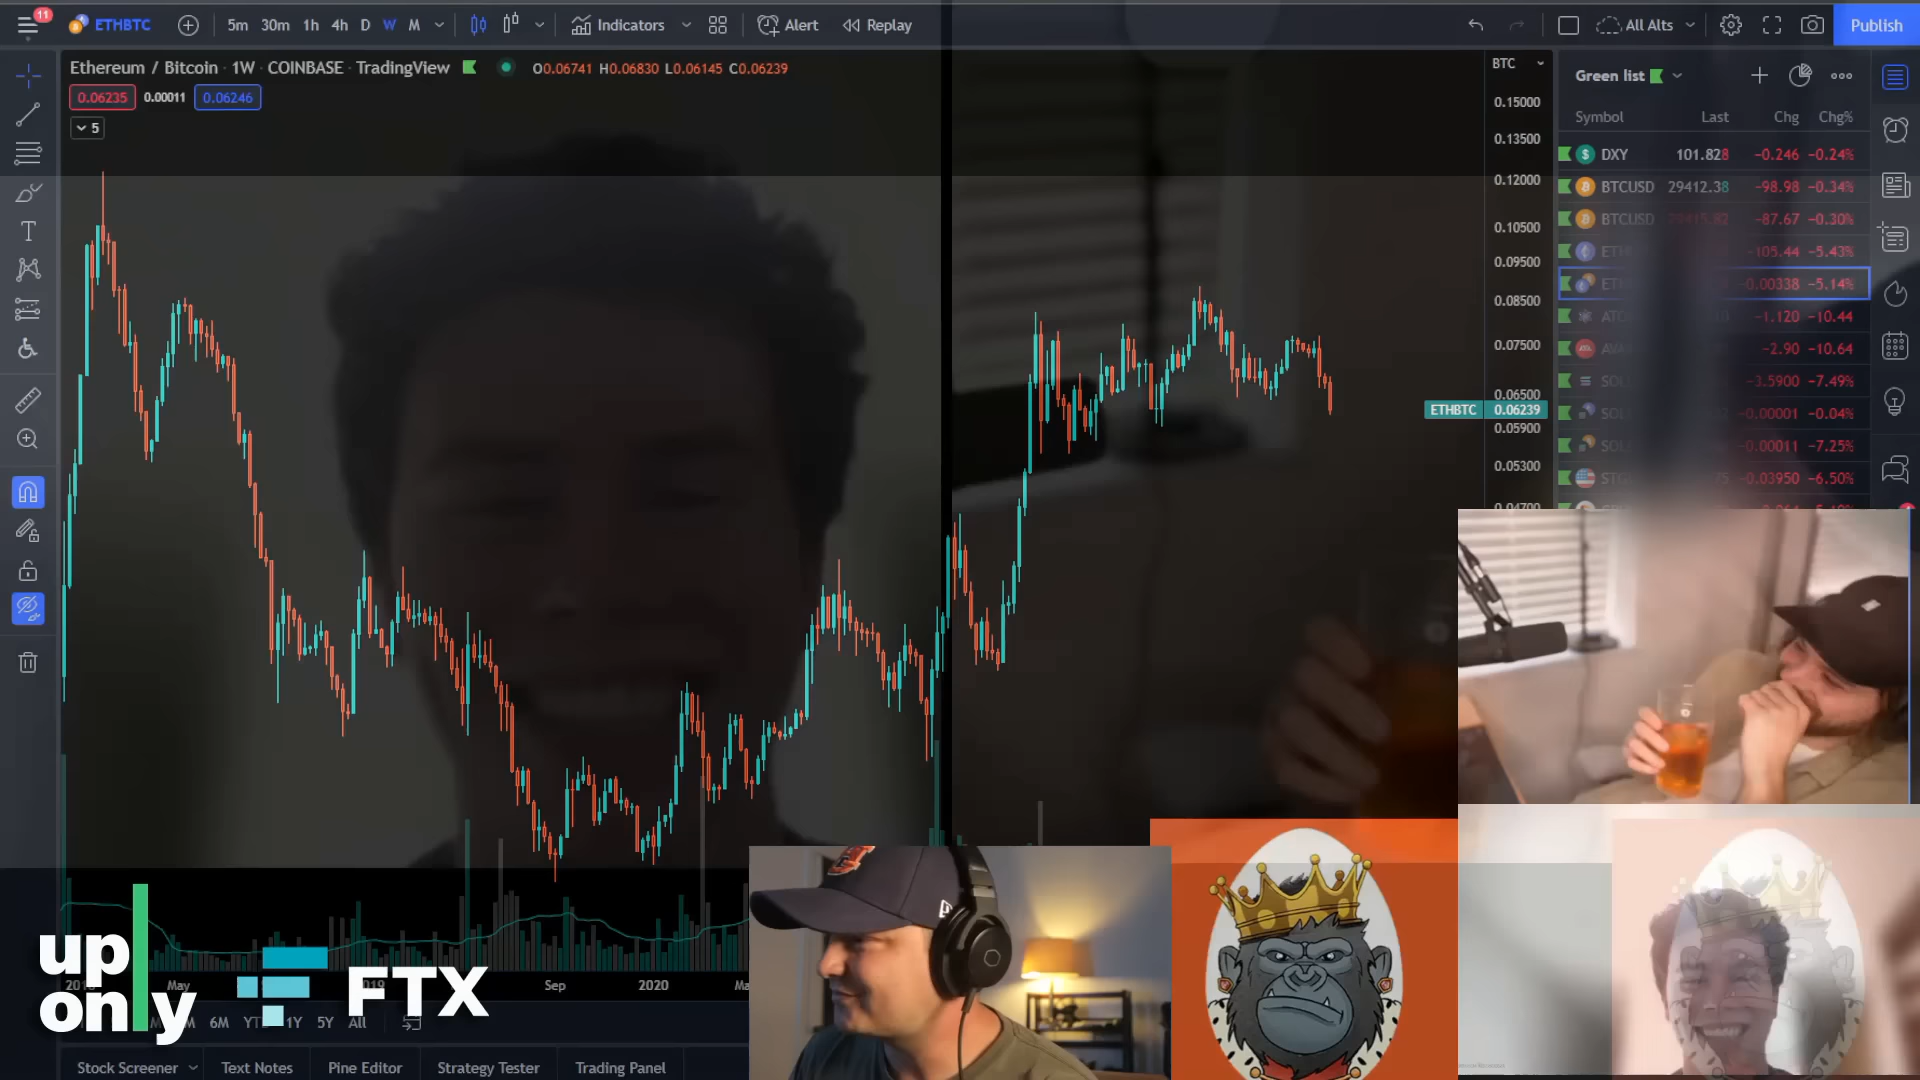 11
ETHBTC
5m 30m 1h 4h D W M
Indicators
Alert
Replay
All Alts
Publish
Ethereum / Bitcoin · 1W · COINBASE · TradingView
O0.06741 H0.06830 L0.06145 C0.06239
0.06235 0.00011 0.06246
5
BTC
0.15000
0.13500
0.12000
0.10500
0.09500
0.08500
0.07500
0.06500
ETHBTC 0.06239
0.05900
0.05300
0.04700
Green list
Symbol Last Chg Chg%
DXY 101.828 −0.246 −0.24%
BTCUSD 29412.38 −98.98 −0.34%
BTCUSD −87.67 −0.30%
−105.44 −5.43%
−0.00338 −5.14%
−1.120 −10.44
−2.90 −10.64
−3.5900 −7.49%
−0.00001 −0.04%
−0.00011 −7.25%
−0.03950 −6.50%
May Sep 2020
6M 1Y 5Y All
up only
FTX
Stock Screener Text Notes Pine Editor Strategy Tester Trading Panel